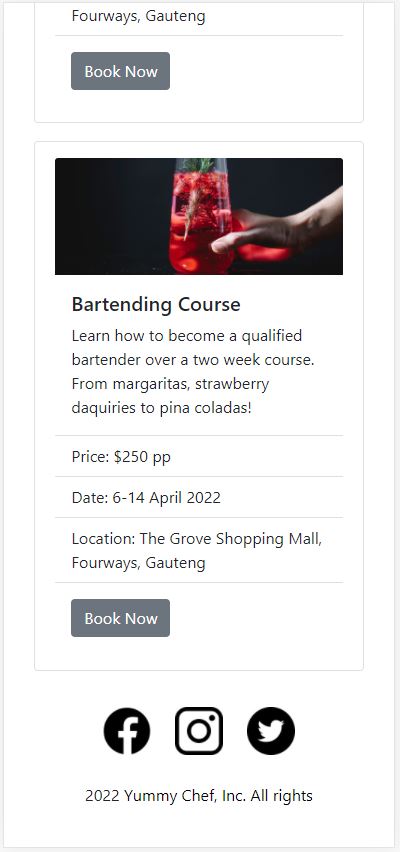 Fourways, Gauteng
Book Now
Bartending Course
Learn how to become a qualified
bartender over a two week course.
From margaritas, strawberry
daquiries to pina coladas!
Price: $250 pp
Date: 6-14 April 2022
Location: The Grove Shopping Mall,
Fourways, Gauteng
Book Now
2022 Yummy Chef, Inc. All rights